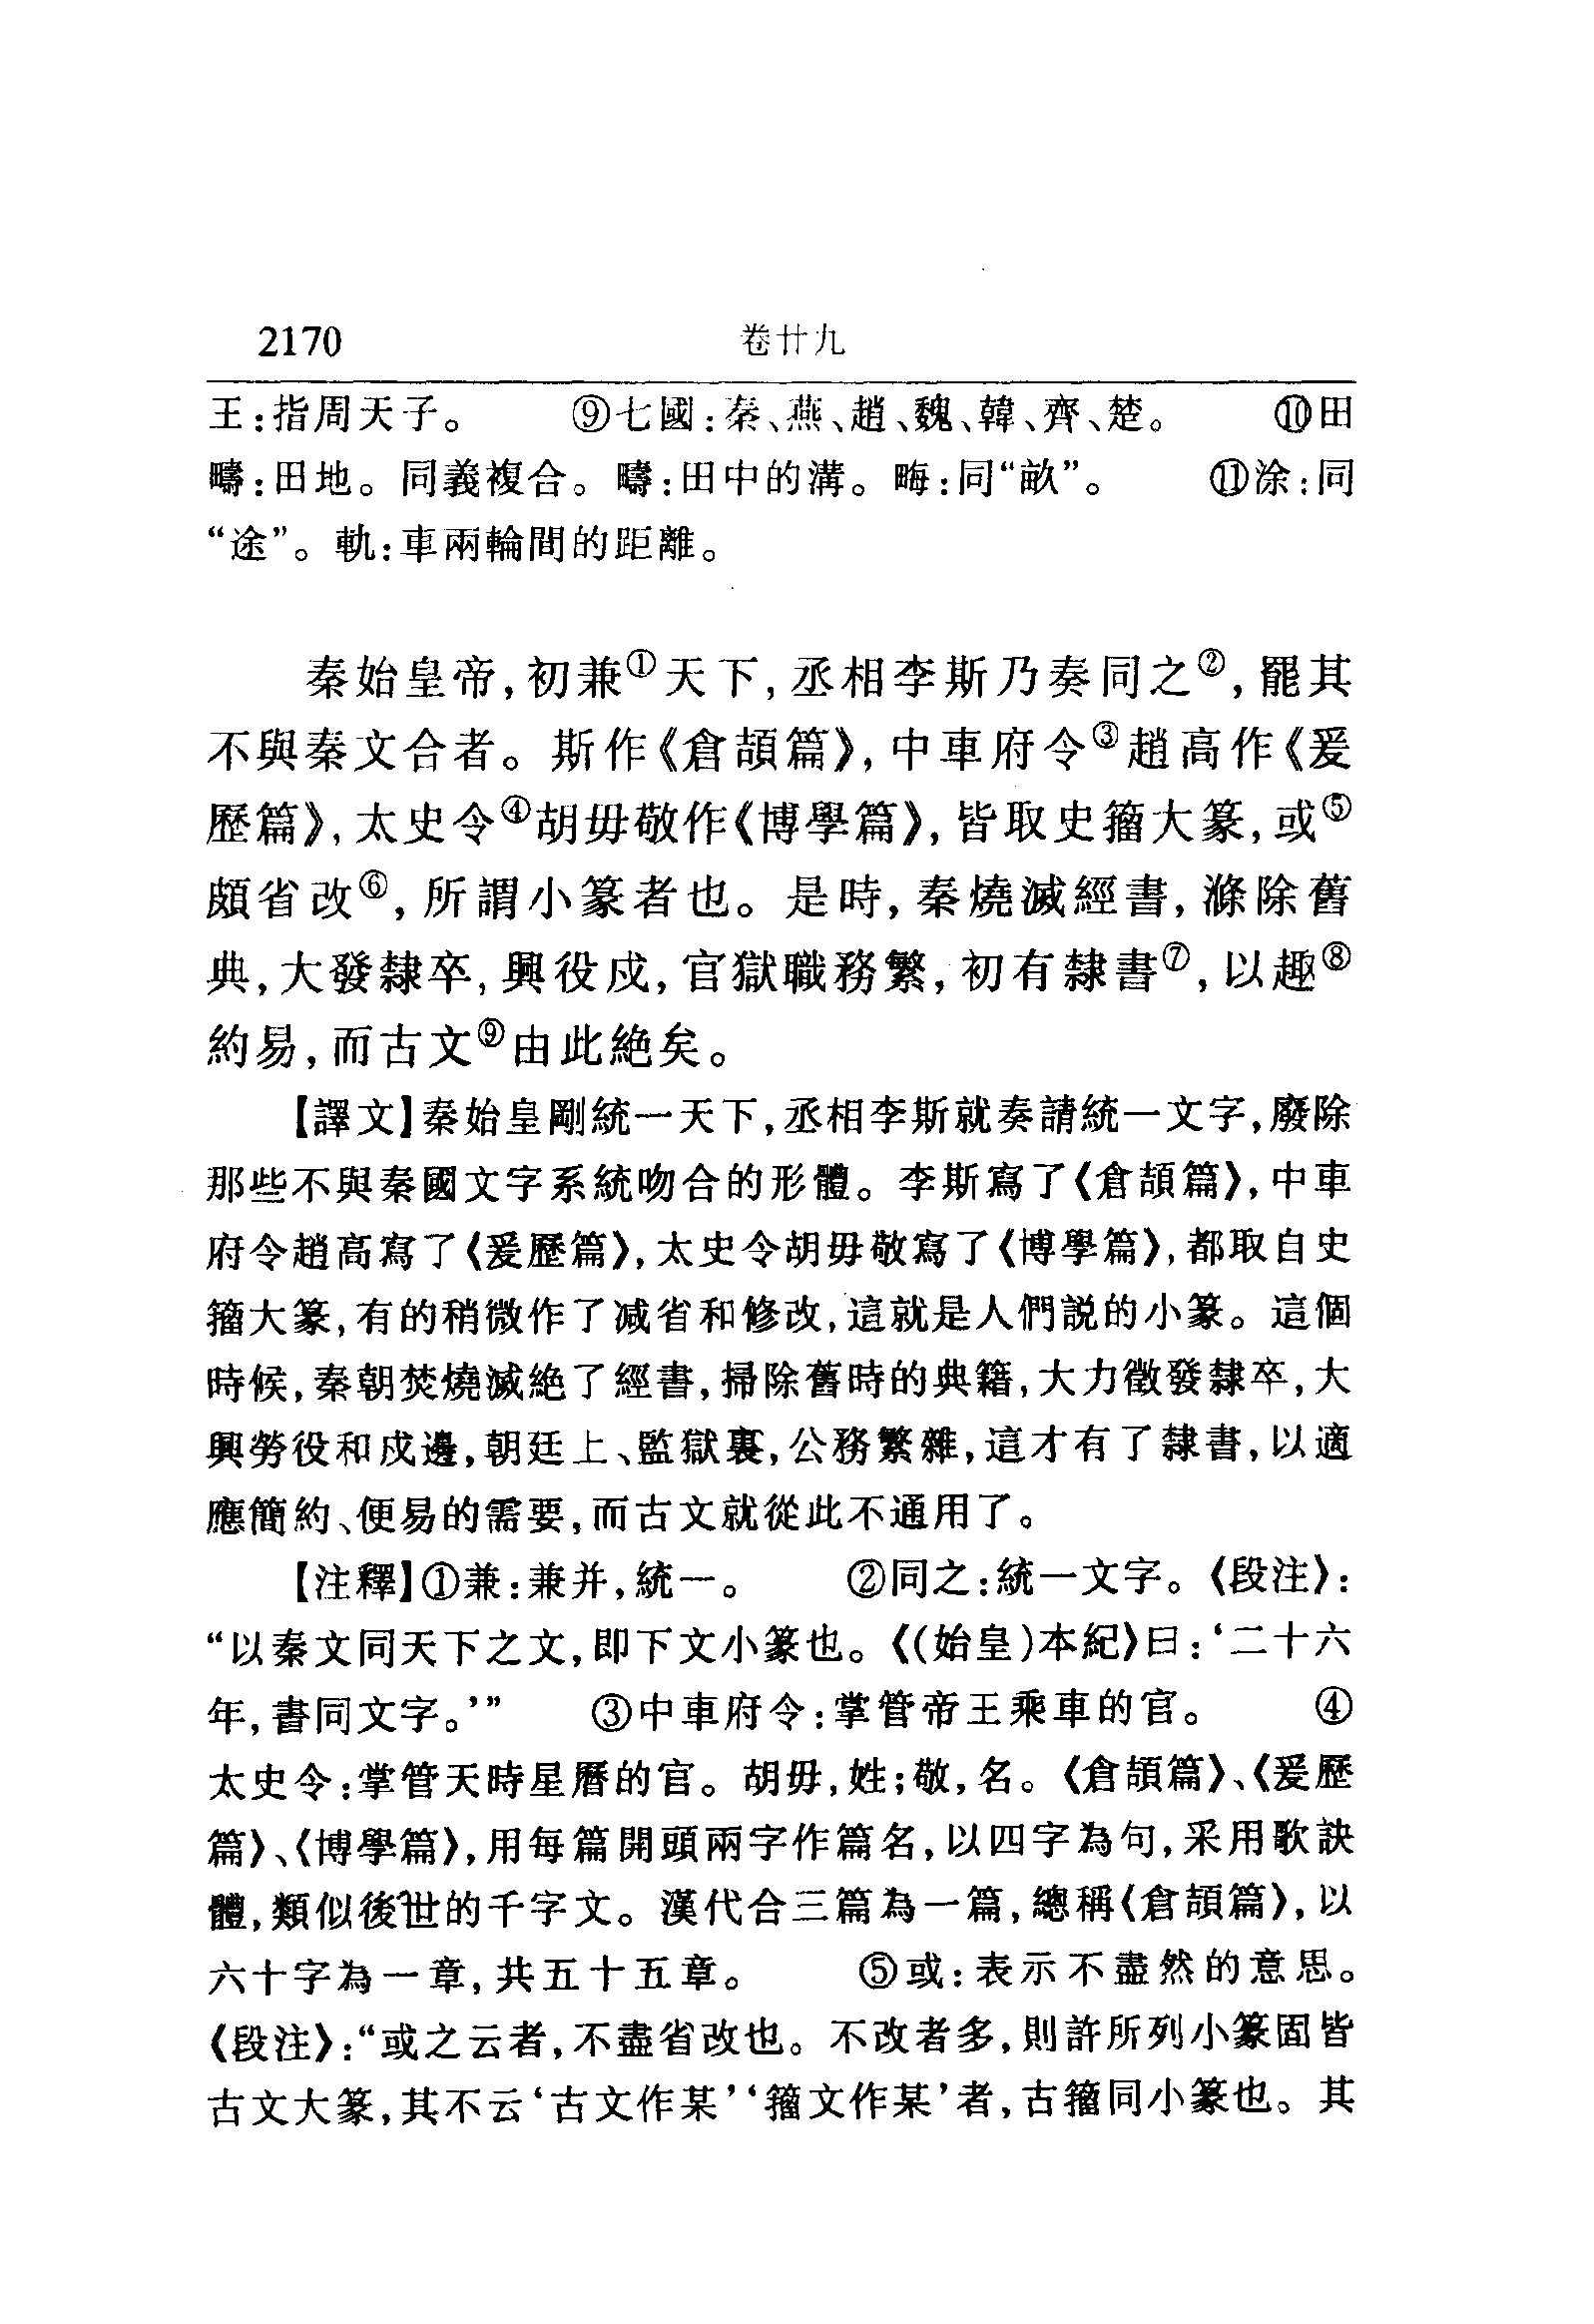 2170 卷廿九
王:指周天子。 ⑨七國:秦、燕、趙、魏、韓、齊、楚。 ⑩田
疇:田地。同義複合。疇:田中的溝。畮:同“畝”。 ⑪涂:同
“途”。軌:車兩輪間的距離。
秦始皇帝,初兼①天下,丞相李斯乃奏同之②,罷其
不與秦文合者。斯作《倉頡篇》,中車府令③趙高作《爰
歷篇》,太史令④胡毋敬作《博學篇》,皆取史籀大篆,或⑤
頗省改⑥,所謂小篆者也。是時,秦燒滅經書,滌除舊
典,大發隸卒,興役戍,官獄職務繁,初有隸書⑦,以趣⑧
約易,而古文⑨由此絕矣。
【譯文】秦始皇剛統一天下,丞相李斯就奏請統一文字,廢除
那些不與秦國文字系統吻合的形體。李斯寫了《倉頡篇》,中車
府令趙高寫了《爰歷篇》,太史令胡毋敬寫了《博學篇》,都取自史
籀大篆,有的稍微作了减省和修改,這就是人們説的小篆。這個
時候,秦朝焚燒滅絶了經書,掃除舊時的典籍,大力徵發隸卒,大
興勞役和戍邊,朝廷上、監獄裏,公務繁雜,這才有了隸書,以適
應簡約、便易的需要,而古文就從此不通用了。
【注釋】①兼:兼并,統一。 ②同之:統一文字。《段注》:
“以秦文同天下之文,即下文小篆也。《(始皇)本紀》曰:‘二十六
年,書同文字。’” ③中車府令:掌管帝王乘車的官。 ④
太史令:掌管天時星曆的官。胡毋,姓;敬,名。《倉頡篇》、《爰歷
篇》、《博學篇》,用每篇開頭兩字作篇名,以四字為句,采用歌訣
體,類似後世的千字文。漢代合三篇為一篇,總稱《倉頡篇》,以
六十字為一章,共五十五章。 ⑤或:表示不盡然的意思。
《段注》:“或之云者,不盡省改也。不改者多,則許所列小篆固皆
古文大篆,其不云‘古文作某’‘籀文作某’者,古籀同小篆也。其